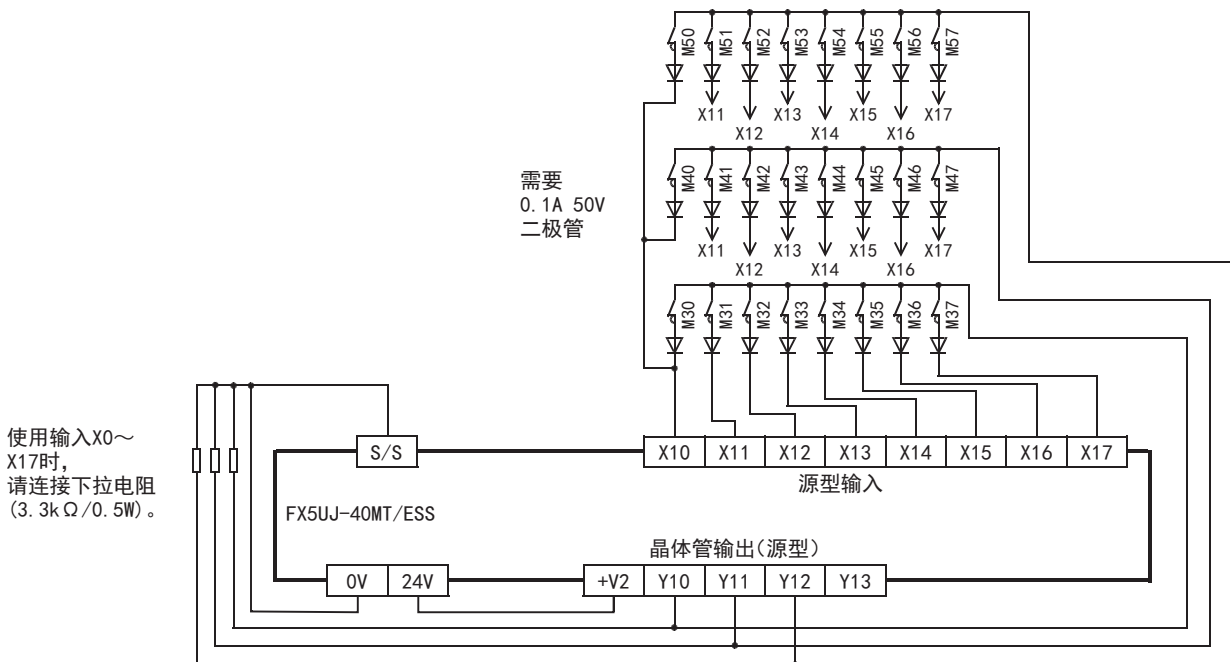 M50 M51 M52 M53 M54 M55 M56 M57
X11 X13 X15 X17
X12 X14 X16
M40 M41 M42 M43 M44 M45 M46 M47
需要
0.1A 50V
二极管
X11 X13 X15 X17
X12 X14 X16
M30 M31 M32 M33 M34 M35 M36 M37
使用输入X0～
X17时，
请连接下拉电阻
(3.3kΩ/0.5W)。
S/S
X10 X11 X12 X13 X14 X15 X16 X17
源型输入
FX5UJ-40MT/ESS
晶体管输出(源型)
0V 24V +V2 Y10 Y11 Y12 Y13